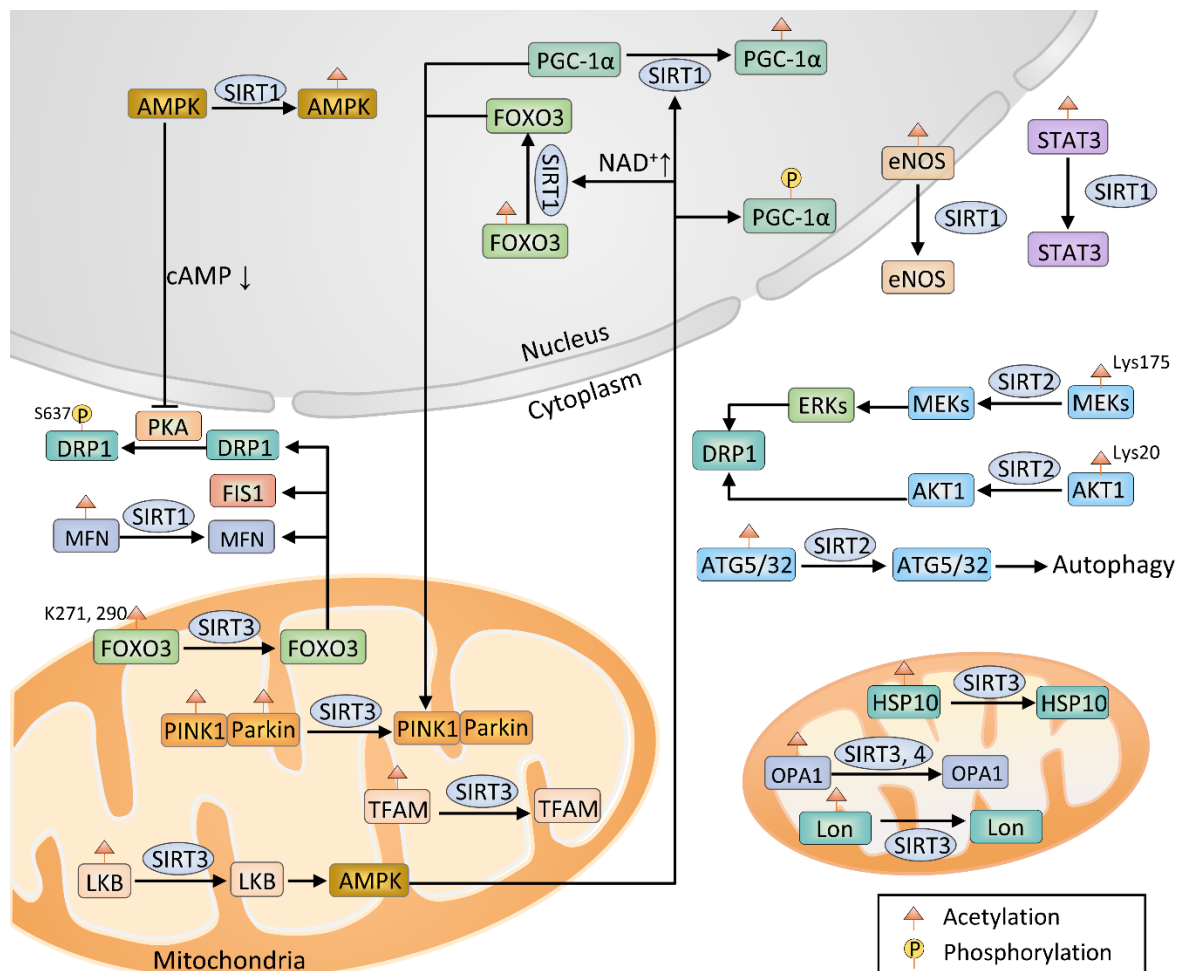 PGC-1α
PGC-1α
SIRT1
AMPK
SIRT1
AMPK
FOXO3
SIRT1
FOXO3
NAD⁺↑
P
PGC-1α
eNOS
SIRT1
eNOS
STAT3
SIRT1
STAT3
cAMP ↓
Nucleus
Cytoplasm
S637
P
DRP1
PKA
DRP1
FIS1
MFN
SIRT1
MFN
ERKs
MEKs
SIRT2
Lys175
MEKs
DRP1
AKT1
SIRT2
Lys20
AKT1
ATG5/32
SIRT2
ATG5/32
Autophagy
K271, 290
FOXO3
SIRT3
FOXO3
PINK1
Parkin
SIRT3
PINK1
Parkin
TFAM
SIRT3
TFAM
LKB
SIRT3
LKB
AMPK
Mitochondria
HSP10
SIRT3
HSP10
OPA1
SIRT3, 4
OPA1
Lon
SIRT3
Lon
Acetylation
P
Phosphorylation